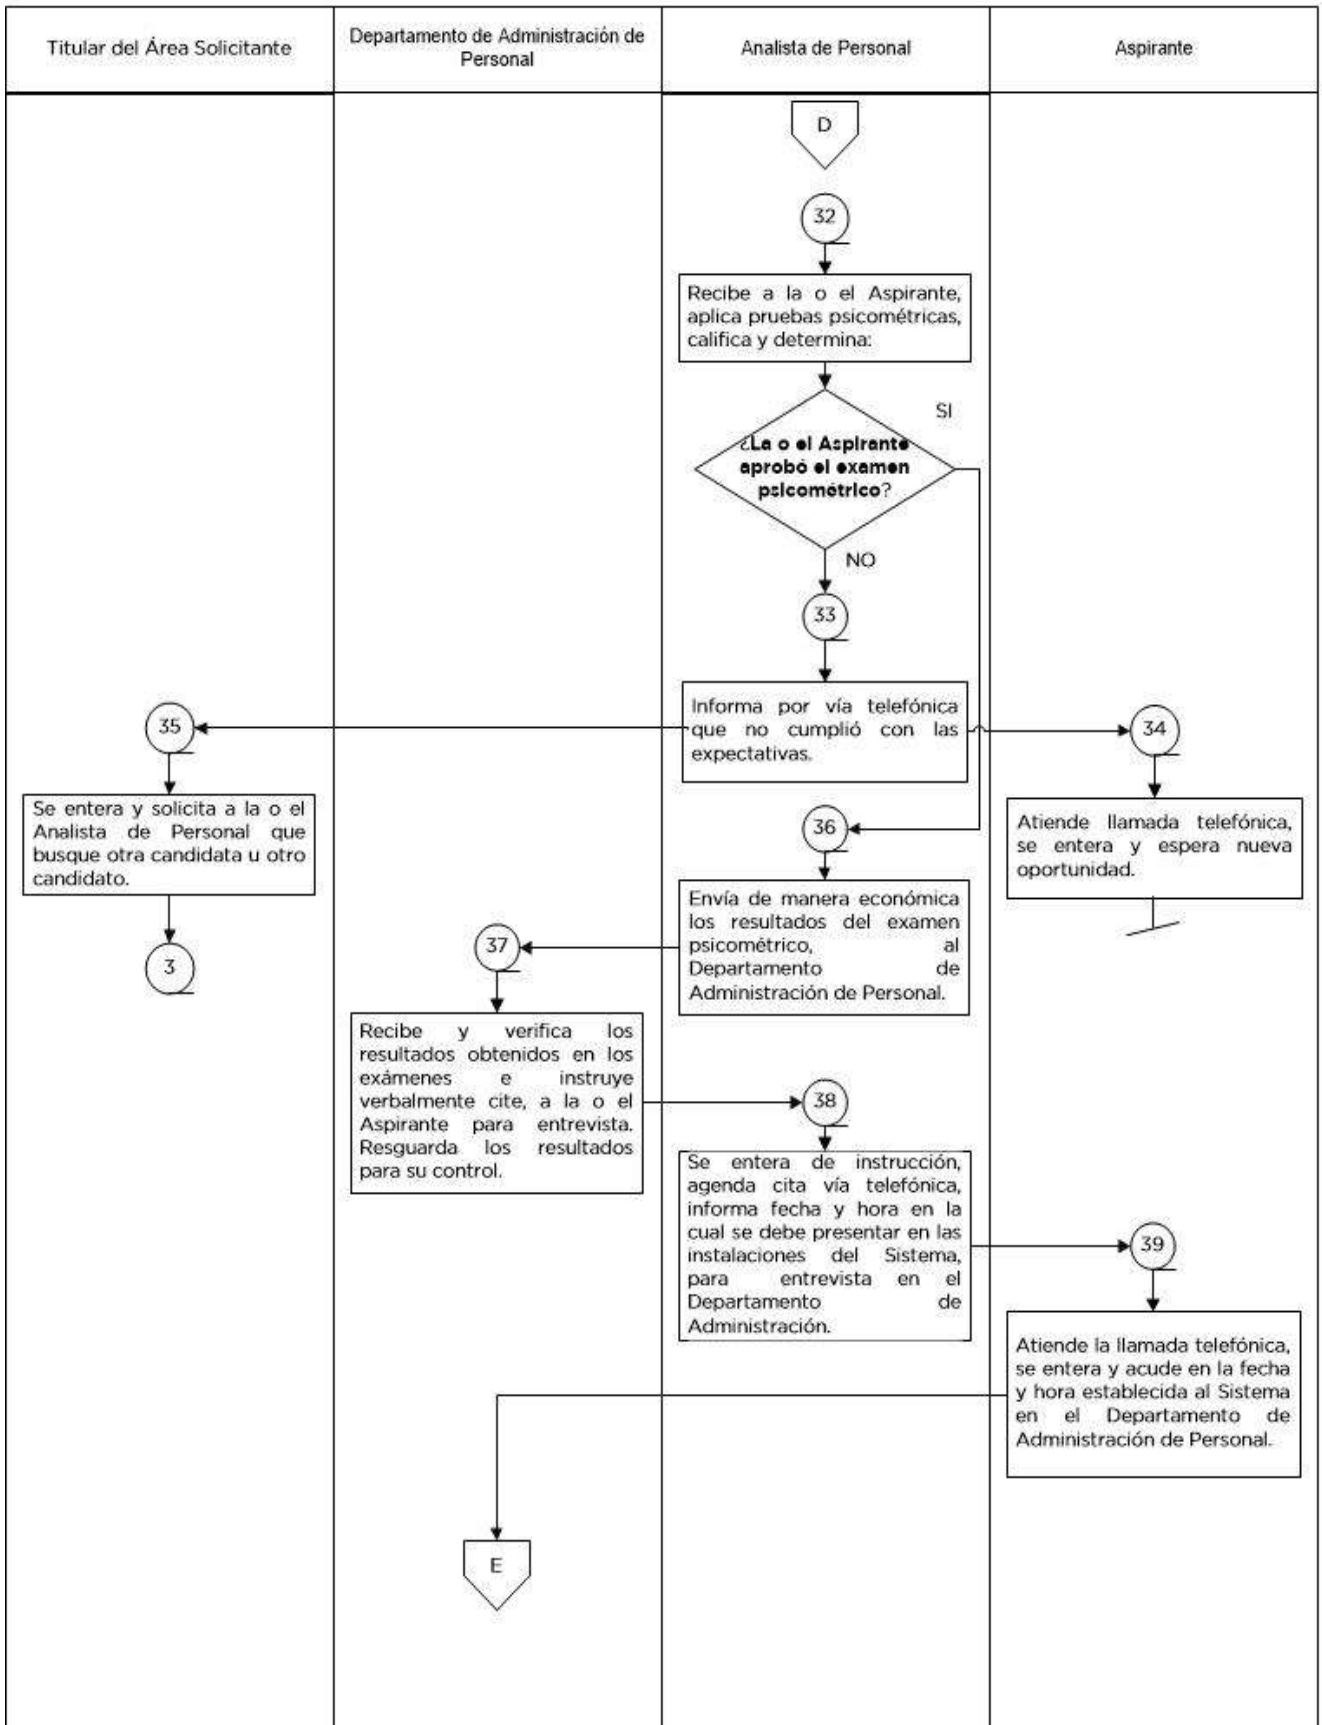 Titular del Área Solicitante
Departamento de Administración de
Personal
Analista de Personal
Aspirante
D
32
Recibe a la o el Aspirante,
aplica pruebas psicométricas,
califica y determina:
SI
¿La o el Aspirante
aprobó el examen
psicométrico?
NO
33
Informa por vía telefónica
que no cumplió con las
expectativas.
35
34
Se entera y solicita a la o el
Analista de Personal que
busque otra candidata u otro
candidato.
3
Atiende llamada telefónica,
se entera y espera nueva
oportunidad.
36
Envía de manera económica
los resultados del examen
psicométrico, al
Departamento de
Administración de Personal.
37
Recibe y verifica los
resultados obtenidos en los
exámenes e instruye
verbalmente cite, a la o el
Aspirante para entrevista.
Resguarda los resultados
para su control.
38
Se entera de instrucción,
agenda cita vía telefónica,
informa fecha y hora en la
cual se debe presentar en las
instalaciones del Sistema,
para entrevista en el
Departamento de
Administración.
39
Atiende la llamada telefónica,
se entera y acude en la fecha
y hora establecida al Sistema
en el Departamento de
Administración de Personal.
E